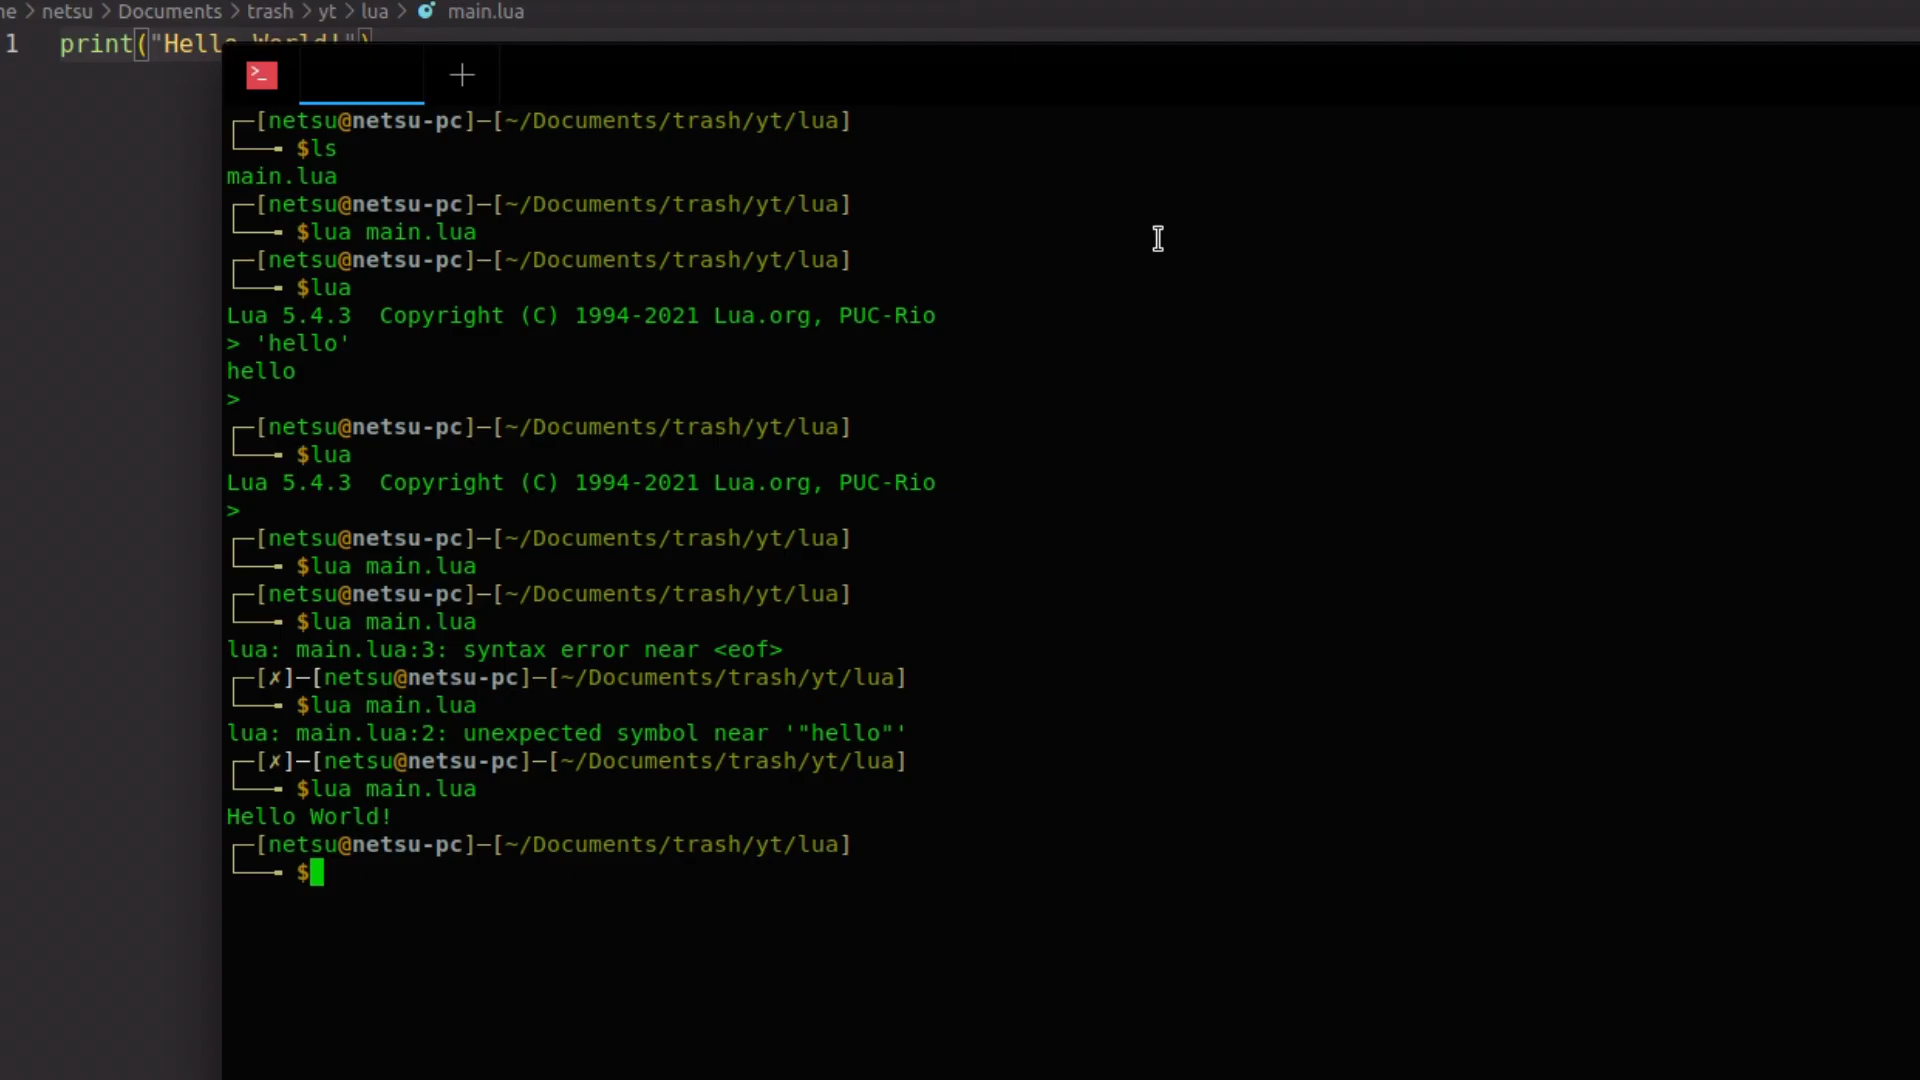 ne > netsu > Documents > trash > yt > lua > main.lua
1 print("Hello World!")
>_
+
┌─[netsu@netsu-pc]─[~/Documents/trash/yt/lua]
└──╼ $ls
main.lua
┌─[netsu@netsu-pc]─[~/Documents/trash/yt/lua]
└──╼ $lua main.lua
┌─[netsu@netsu-pc]─[~/Documents/trash/yt/lua]
└──╼ $lua
Lua 5.4.3  Copyright (C) 1994-2021 Lua.org, PUC-Rio
> 'hello'
hello
>
┌─[netsu@netsu-pc]─[~/Documents/trash/yt/lua]
└──╼ $lua
Lua 5.4.3  Copyright (C) 1994-2021 Lua.org, PUC-Rio
>
┌─[netsu@netsu-pc]─[~/Documents/trash/yt/lua]
└──╼ $lua main.lua
┌─[netsu@netsu-pc]─[~/Documents/trash/yt/lua]
└──╼ $lua main.lua
lua: main.lua:3: syntax error near <eof>
┌─[✗]─[netsu@netsu-pc]─[~/Documents/trash/yt/lua]
└──╼ $lua main.lua
lua: main.lua:2: unexpected symbol near '"hello"'
┌─[✗]─[netsu@netsu-pc]─[~/Documents/trash/yt/lua]
└──╼ $lua main.lua
Hello World!
┌─[netsu@netsu-pc]─[~/Documents/trash/yt/lua]
└──╼ $